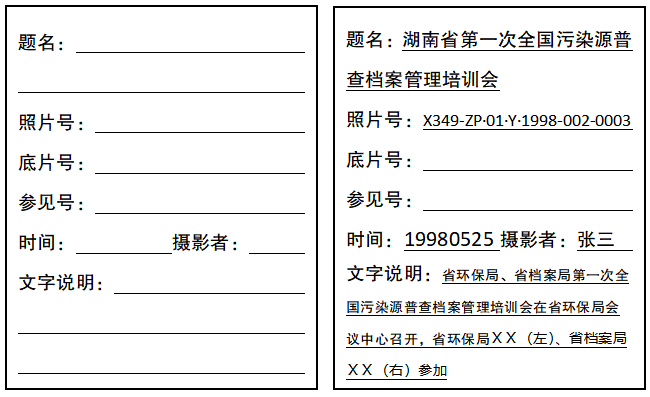 题名：
照片号：
底片号：
参见号：
时间： 摄影者：
文字说明：
题名：湖南省第一次全国污染源普
查档案管理培训会
照片号：X349-ZP·01·Y·1998-002-0003
底片号：
参见号：
时间：19980525 摄影者：张三
文字说明：省环保局、省档案局第一次全
国污染源普查档案管理培训会在省环保局会
议中心召开，省环保局ＸＸ（左）、省档案局
ＸＸ（右）参加